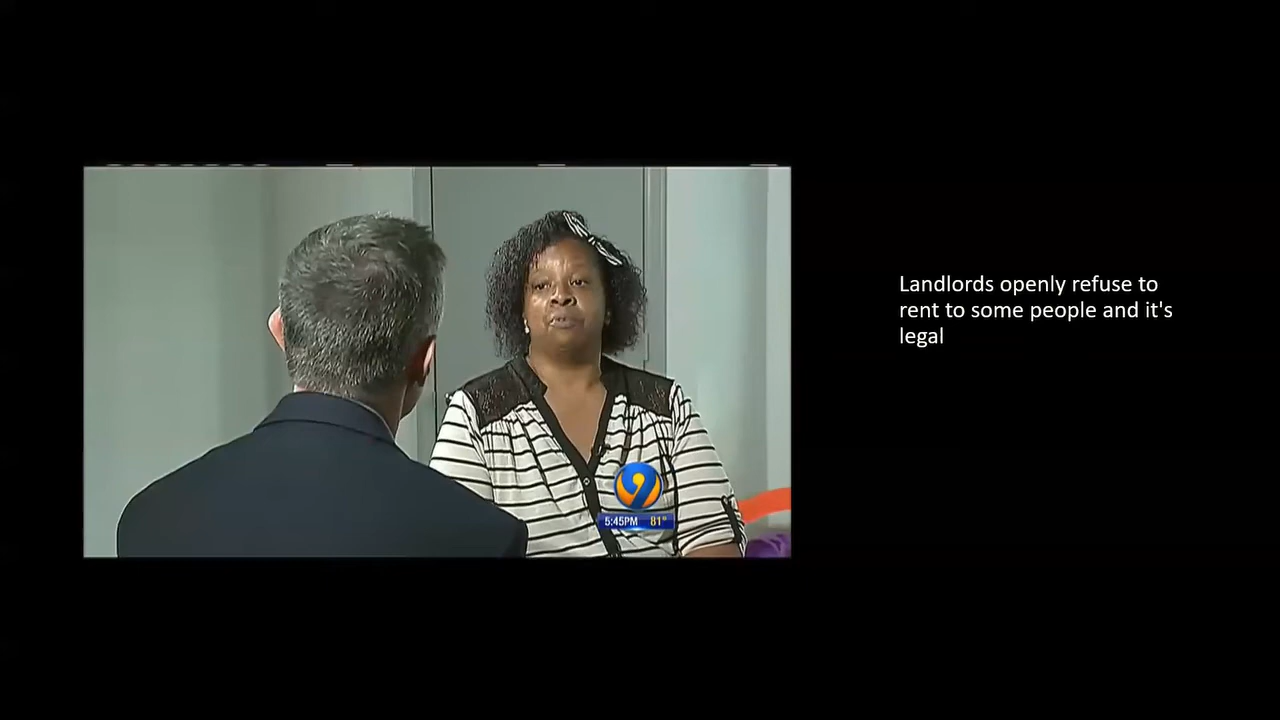 Landlords openly refuse to
rent to some people and it's
legal
9
5:45PM 81°